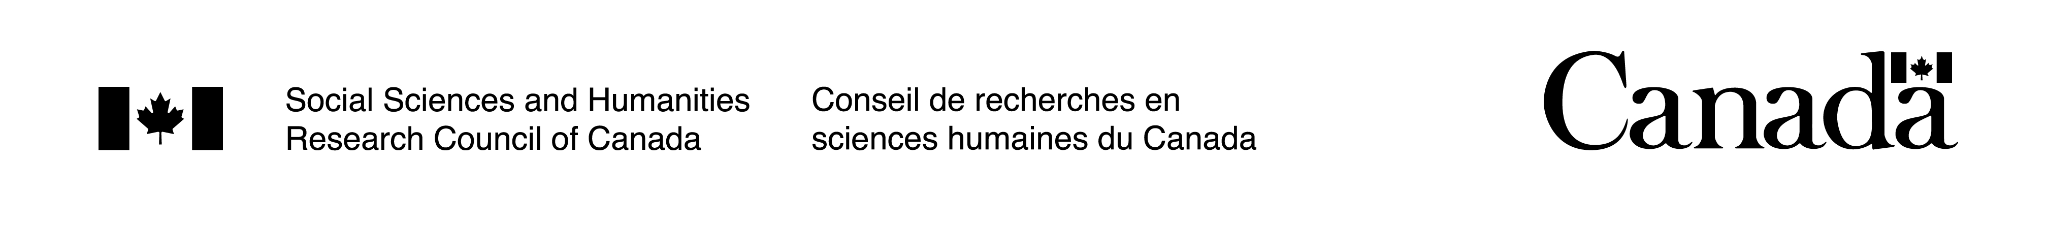 Social Sciences and Humanities
Research Council of Canada
Conseil de recherches en
sciences humaines du Canada
Canada